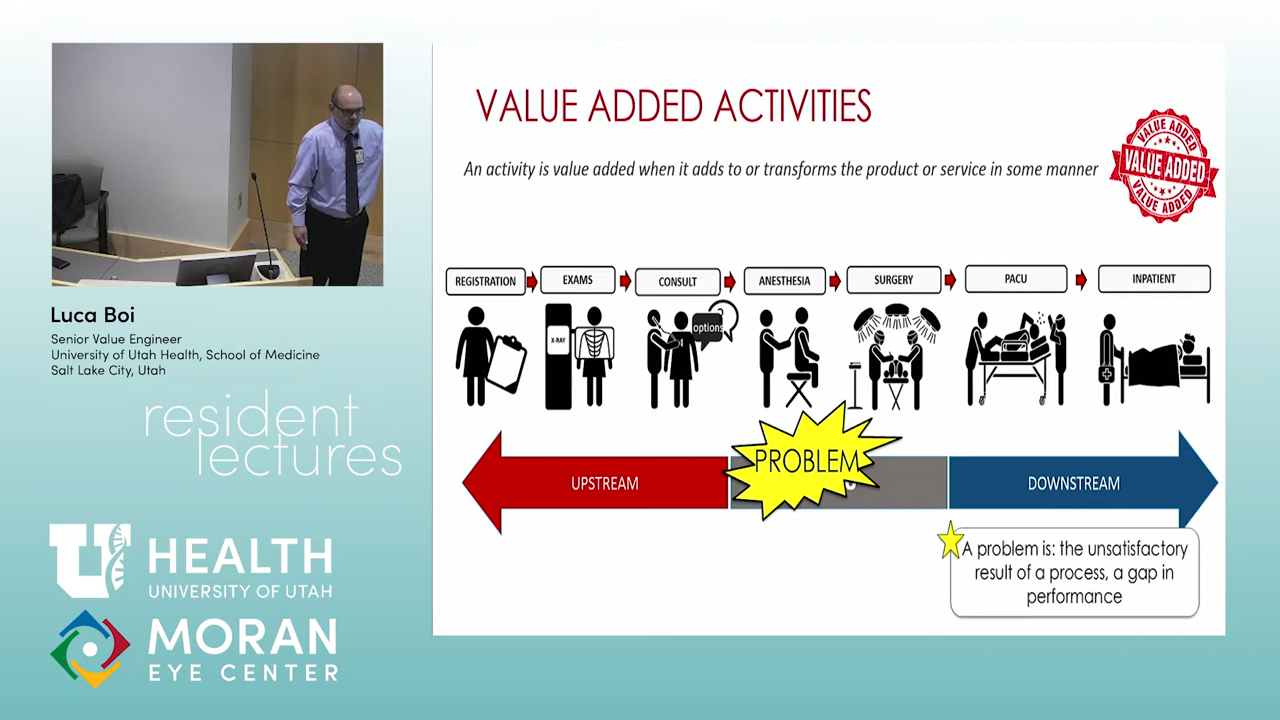 VALUE ADDED ACTIVITIES
An activity is value added when it adds to or transforms the product or service in some manner
VALUE ADDED
VALUE ADDED
VALUE ADDED
REGISTRATION
EXAMS
CONSULT
ANESTHESIA
SURGERY
PACU
INPATIENT
X-RAY
options
?
UPSTREAM
PROBLEM
DOWNSTREAM
A problem is: the unsatisfactory
result of a process, a gap in
performance
Luca Boi
Senior Value Engineer
University of Utah Health, School of Medicine
Salt Lake City, Utah
resident
lectures
U HEALTH
UNIVERSITY OF UTAH
MORAN
EYE CENTER